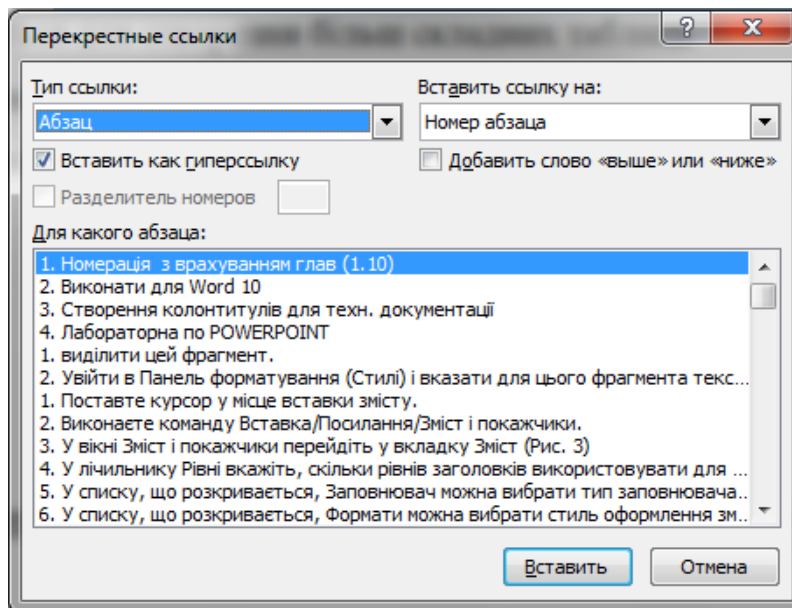 Перекрестные ссылки
Тип ссылки:
Вставить ссылку на:
Абзац
Номер абзаца
Вставить как гиперссылку
Добавить слово «выше» или «ниже»
Разделитель номеров
Для какого абзаца:
1. Номерація з врахуванням глав (1.10)
2. Виконати для Word 10
3. Створення колонтитулів для техн. документації
4. Лабораторна по POWERPOINT
1. виділити цей фрагмент.
2. Увійти в Панель форматування (Стилі) і вказати для цього фрагмента текс...
1. Поставте курсор у місце вставки змісту.
2. Виконаєте команду Вставка/Посилання/Зміст і покажчики.
3. У вікні Зміст і покажчики перейдіть у вкладку Зміст (Рис. 3)
4. У лічильнику Рівні вкажіть, скільки рівнів заголовків використовувати для ...
5. У списку, що розкривається, Заповнювач можна вибрати тип заповнювача...
6. У списку, що розкривається, Формати можна вибрати стиль оформлення зм...
Вставить
Отмена